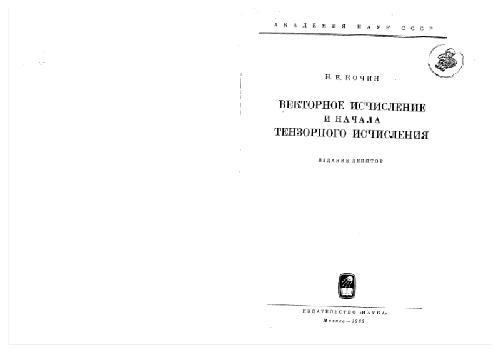 АКАДЕМИЯ НАУК СССР
Н. Е. КОЧИН
ВЕКТОРНОЕ ИСЧИСЛЕНИЕ
И НАЧАЛА
ТЕНЗОРНОГО ИСЧИСЛЕНИЯ
ИЗДАНИЕ ДЕВЯТОЕ
ИЗДАТЕЛЬСТВО «НАУКА»
Москва — 1965